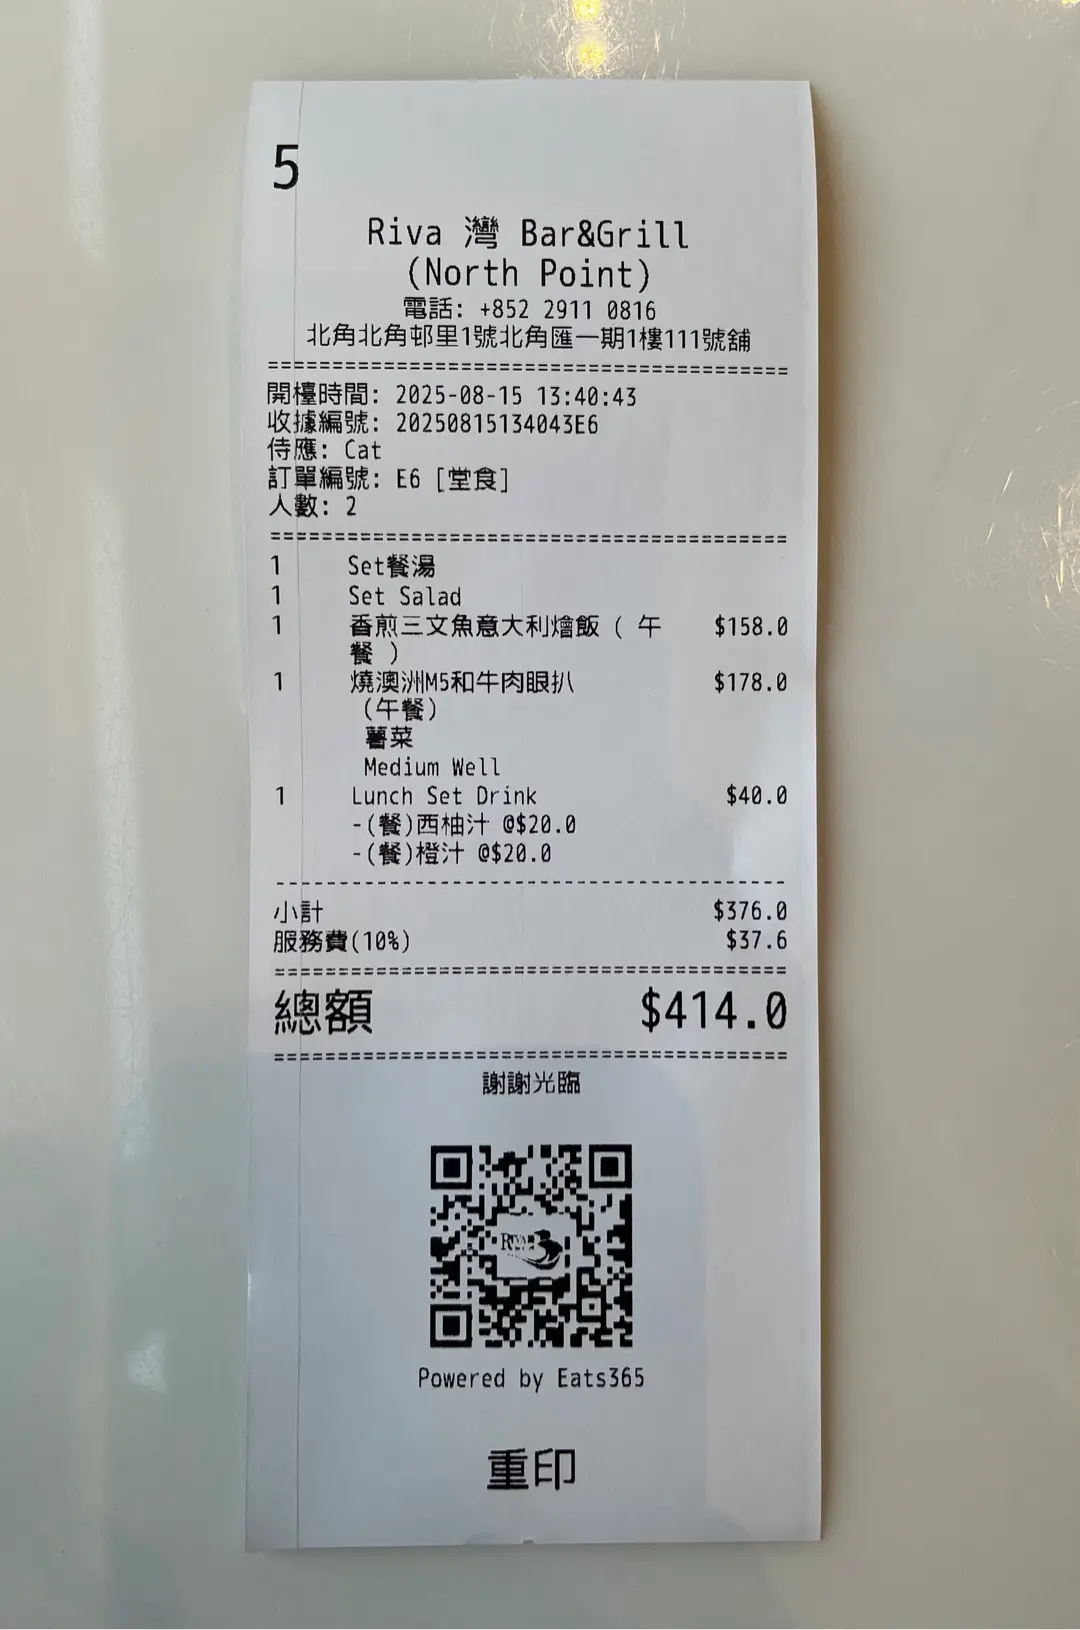 5
Riva 灣 Bar&Grill
(North Point)
電話: +852 2911 0816
北角北角邨里1號北角匯一期1樓111號舖
========================================
開檯時間: 2025-08-15 13:40:43
收據編號: 20250815134043E6
侍應: Cat
訂單編號: E6 [堂食]
人數: 2
========================================
1 Set餐湯
1 Set Salad
1 香煎三文魚意大利燴飯 ( 午 $158.0
餐 )
1 燒澳洲M5和牛肉眼扒 $178.0
(午餐)
薯菜
Medium Well
1 Lunch Set Drink $40.0
-(餐)西柚汁 @$20.0
-(餐)橙汁 @$20.0
----------------------------------------
小計 $376.0
服務費(10%) $37.6
========================================
總額 $414.0
========================================
謝謝光臨
RIVA
Powered by Eats365
重印